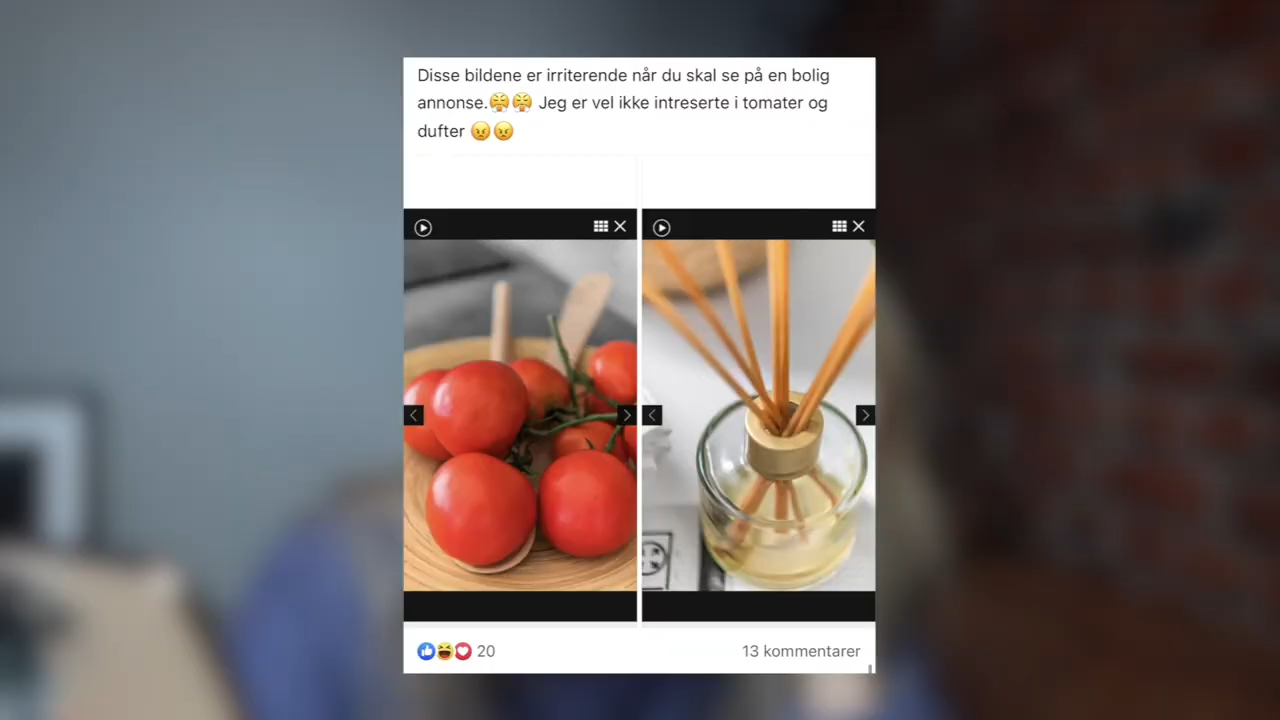 Disse bildene er irriterende når du skal se på en bolig
annonse.😤😤 Jeg er vel ikke intreserte i tomater og
dufter 😠😠
20
13 kommentarer